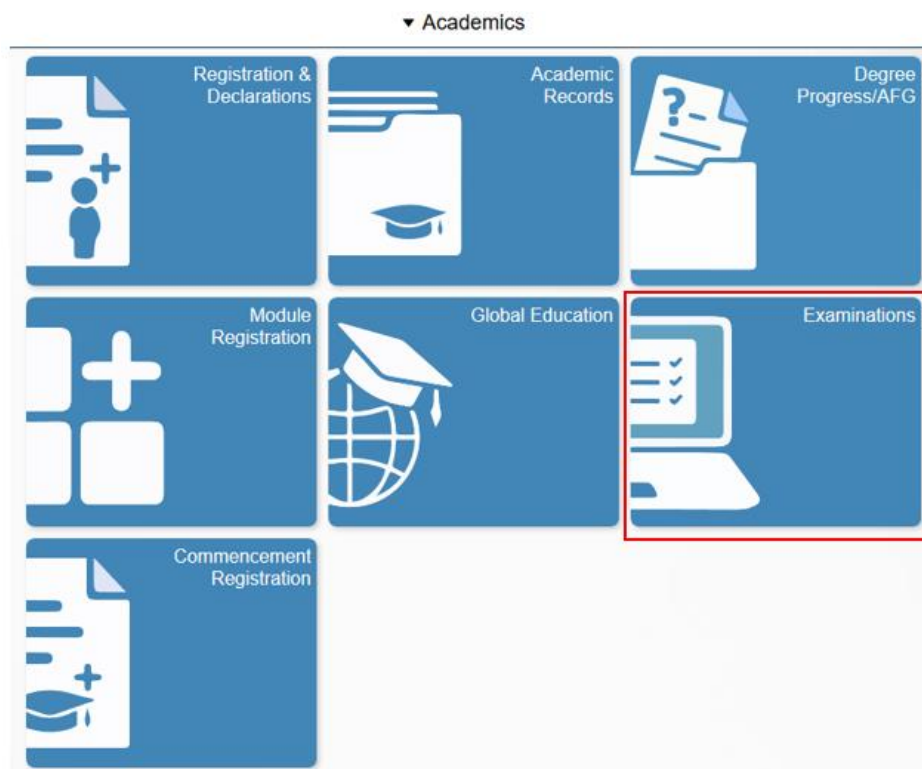 ▼ Academics
Registration &
Declarations
Academic
Records
Degree
Progress/AFG
Module
Registration
Global Education
Examinations
Commencement
Registration